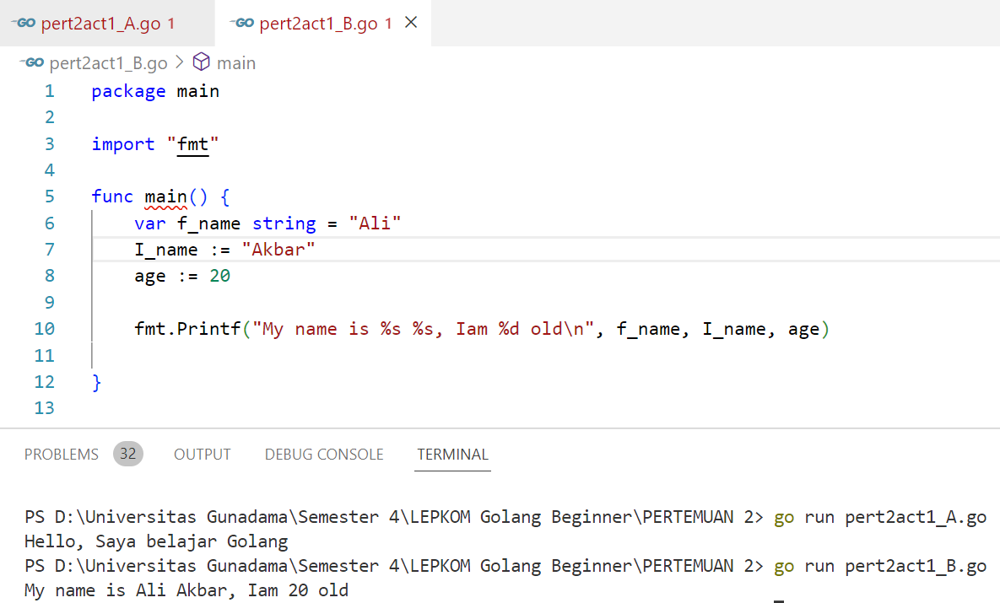 GO pert2act1_A.go 1 GO pert2act1_B.go 1
GO pert2act1_B.go > main
1 package main
2
3 import "fmt"
4
5 func main() {
6 var f_name string = "Ali"
7 I_name := "Akbar"
8 age := 20
9
10 fmt.Printf("My name is %s %s, Iam %d old\n", f_name, I_name, age)
11
12 }
13
PROBLEMS 32 OUTPUT DEBUG CONSOLE TERMINAL
PS D:\Universitas Gunadama\Semester 4\LEPKOM Golang Beginner\PERTEMUAN 2> go run pert2act1_A.go
Hello, Saya belajar Golang
PS D:\Universitas Gunadama\Semester 4\LEPKOM Golang Beginner\PERTEMUAN 2> go run pert2act1_B.go
My name is Ali Akbar, Iam 20 old